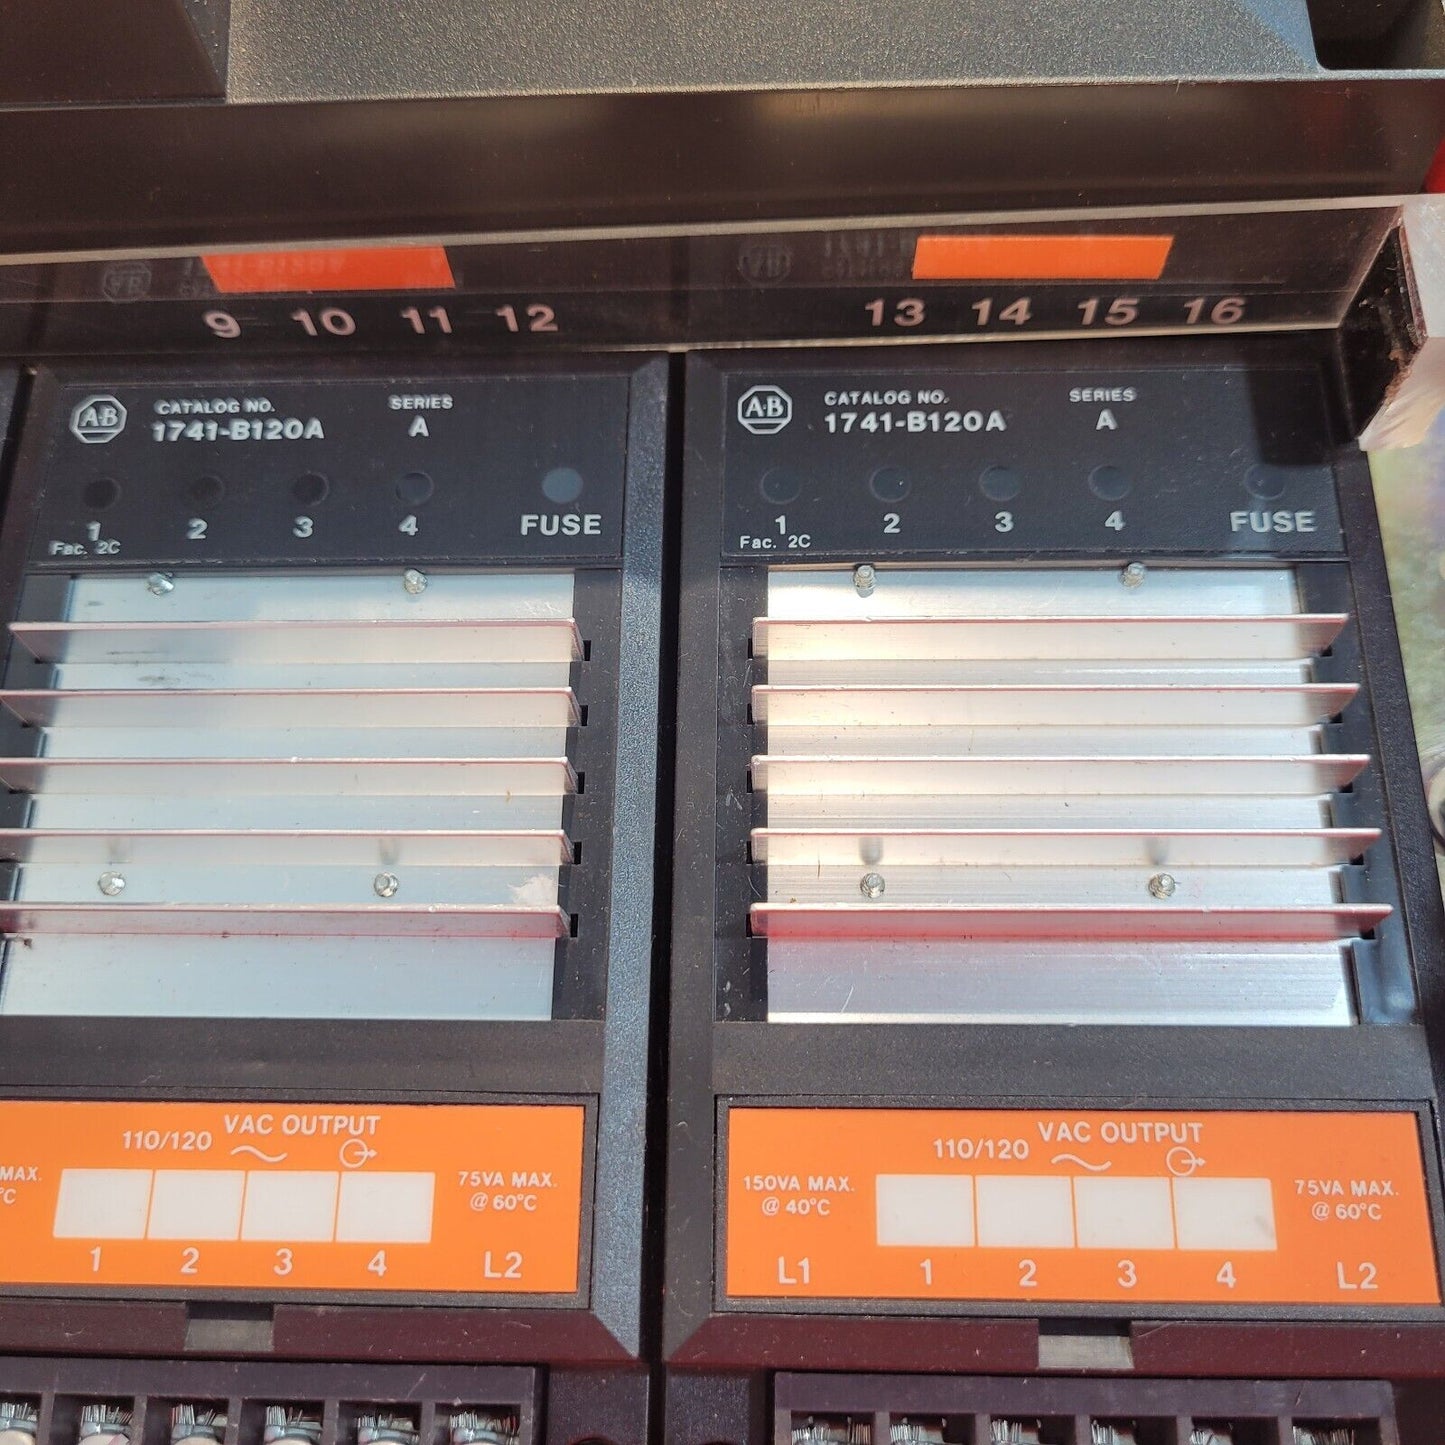 9 10 11 12
13 14 15 16
A-B
CATALOG NO.
1741-B120A
SERIES
A
1 2 3 4 FUSE
Fac. 2C
A-B
CATALOG NO.
1741-B120A
SERIES
A
1 2 3 4 FUSE
Fac. 2C
VAC OUTPUT
110/120
MAX.
°C
75VA MAX.
@ 60°C
1 2 3 4 L2
VAC OUTPUT
110/120
150VA MAX.
@ 40°C
75VA MAX.
@ 60°C
L1 1 2 3 4 L2